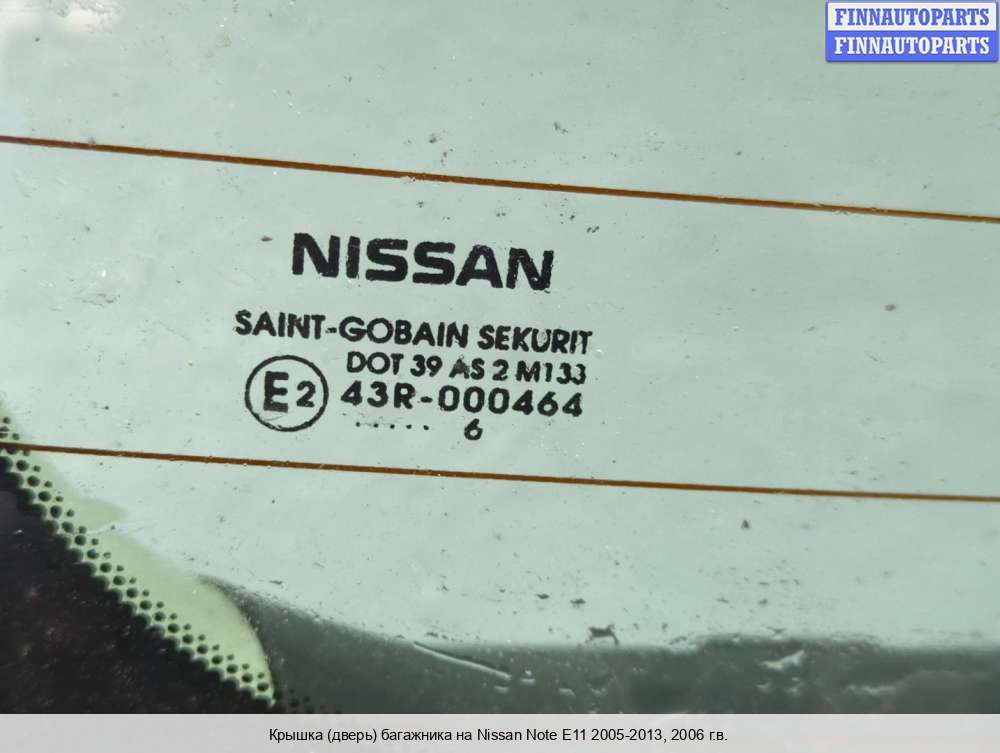 FINNAUTOPARTS
FINNAUTOPARTS
NISSAN
SAINT-GOBAIN SEKURIT
DOT 39 AS 2 M133
E2 43R-000464
..... 6
Крышка (дверь) багажника на Nissan Note E11 2005-2013, 2006 г.в.